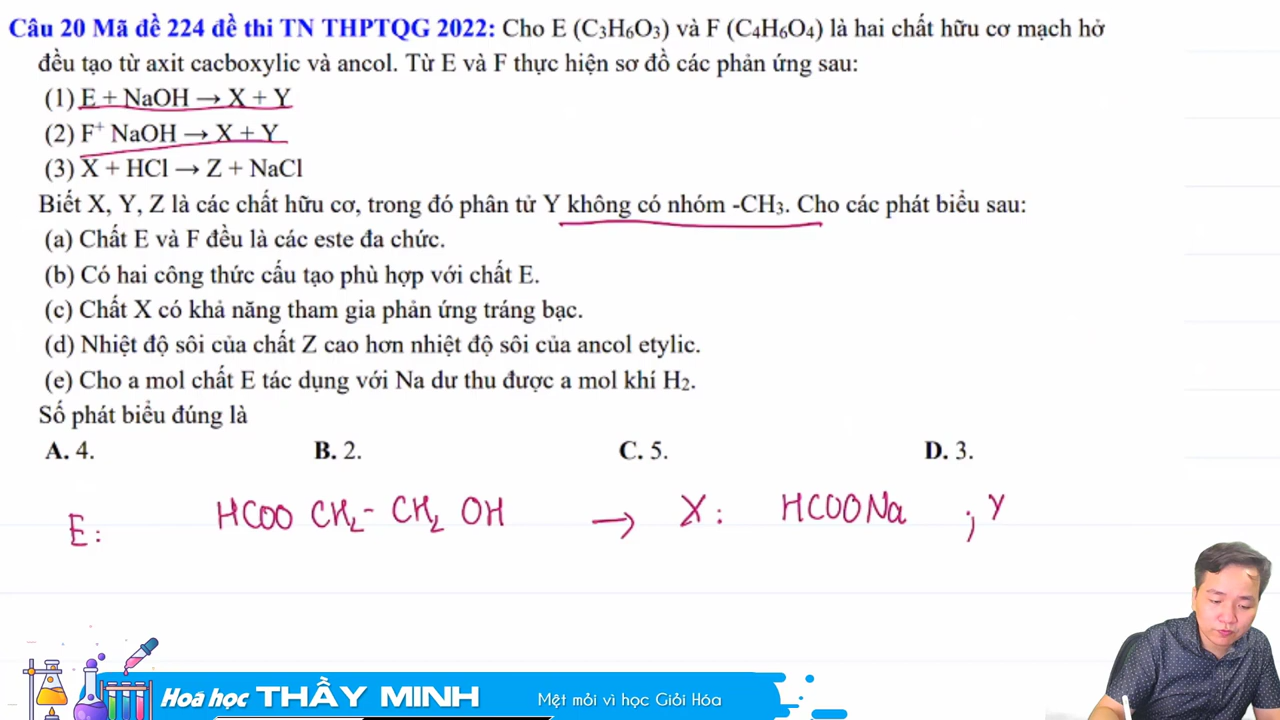 Câu 20 Mã đề 224 đề thi TN THPTQG 2022: Cho E (C₃H₆O₃) và F (C₄H₆O₄) là hai chất hữu cơ mạch hở
đều tạo từ axit cacboxylic và ancol. Từ E và F thực hiện sơ đồ các phản ứng sau:
(1) E + NaOH → X + Y
(2) F⁺ NaOH → X + Y
(3) X + HCl → Z + NaCl
Biết X, Y, Z là các chất hữu cơ, trong đó phân tử Y không có nhóm -CH₃. Cho các phát biểu sau:
(a) Chất E và F đều là các este đa chức.
(b) Có hai công thức cấu tạo phù hợp với chất E.
(c) Chất X có khả năng tham gia phản ứng tráng bạc.
(d) Nhiệt độ sôi của chất Z cao hơn nhiệt độ sôi của ancol etylic.
(e) Cho a mol chất E tác dụng với Na dư thu được a mol khí H₂.
Số phát biểu đúng là
A. 4. B. 2. C. 5. D. 3.
E: HCOO CH₂ - CH₂ OH → X : HCOONa ; Y
Hoá học THẦY MINH Mệt mỏi vì học Giỏi Hóa